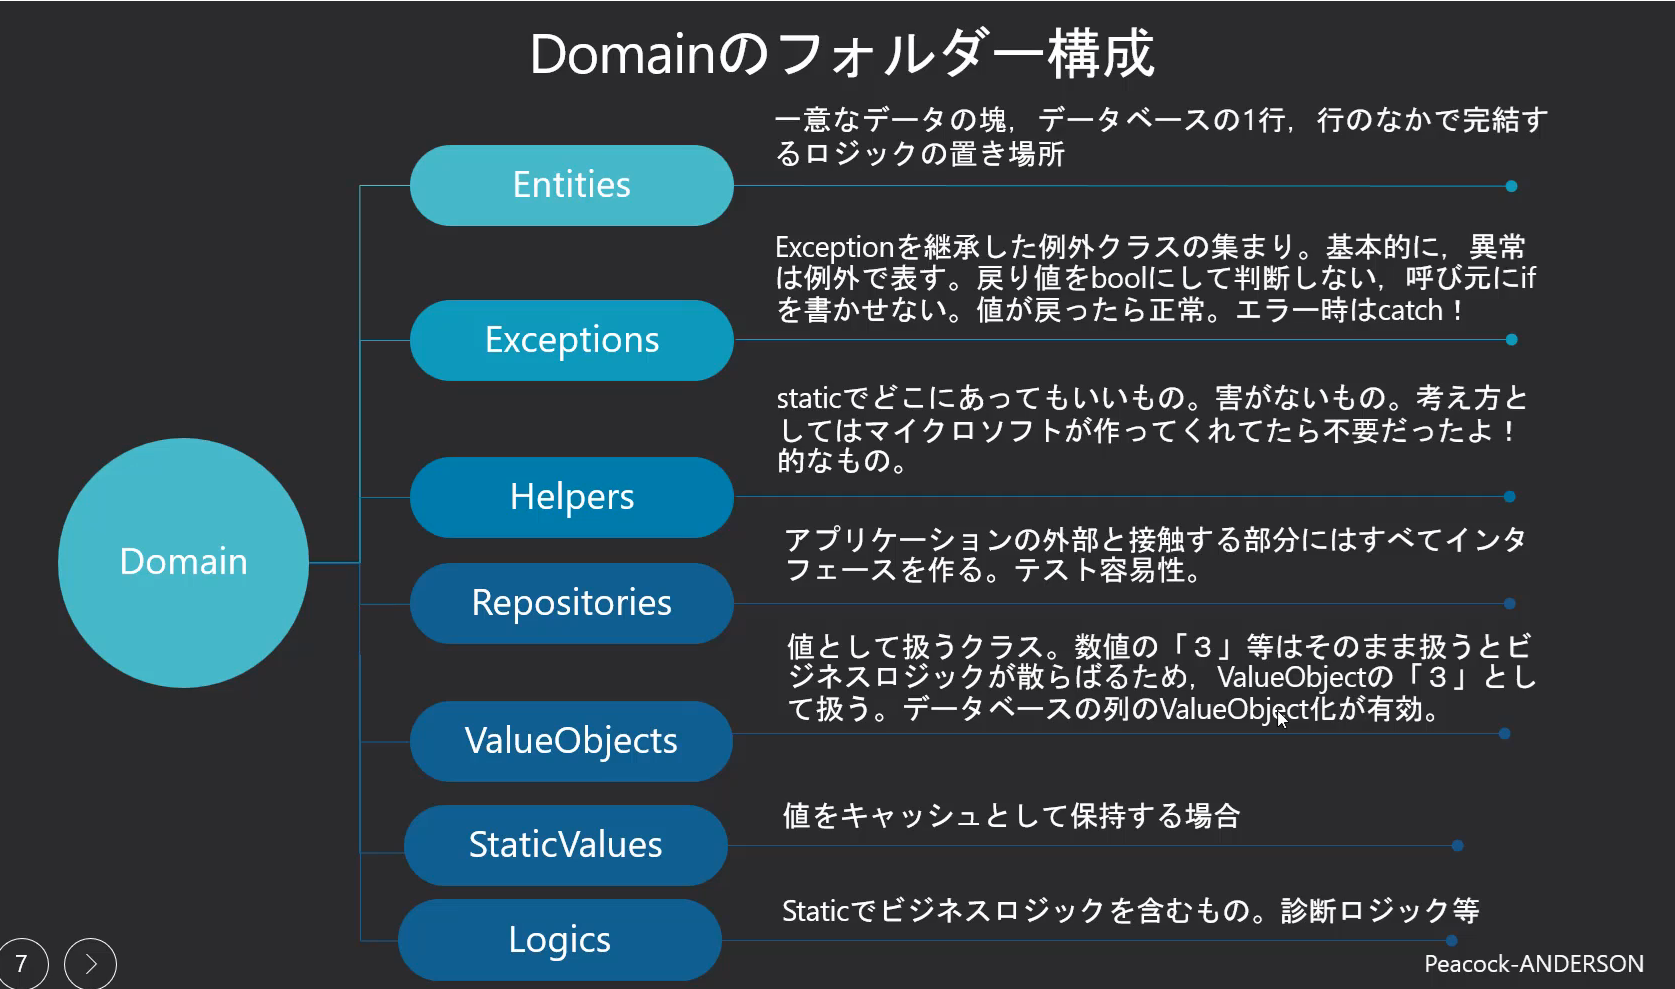 Domainのフォルダー構成
一意なデータの塊，データベースの1行，行のなかで完結す
るロジックの置き場所
Entities
Exceptionを継承した例外クラスの集まり。基本的に，異常
は例外で表す。戻り値をboolにして判断しない，呼び元にif
を書かせない。値が戻ったら正常。エラー時はcatch！
Exceptions
staticでどこにあってもいいもの。害がないもの。考え方と
してはマイクロソフトが作ってくれてたら不要だったよ！
的なもの。
Helpers
アプリケーションの外部と接触する部分にはすべてインタ
フェースを作る。テスト容易性。
Domain
Repositories
値として扱うクラス。数値の「３」等はそのまま扱うとビ
ジネスロジックが散らばるため，ValueObjectの「３」とし
て扱う。データベースの列のValueObject化が有効。
ValueObjects
値をキャッシュとして保持する場合
StaticValues
Staticでビジネスロジックを含むもの。診断ロジック等
Logics
7
Peacock-ANDERSON